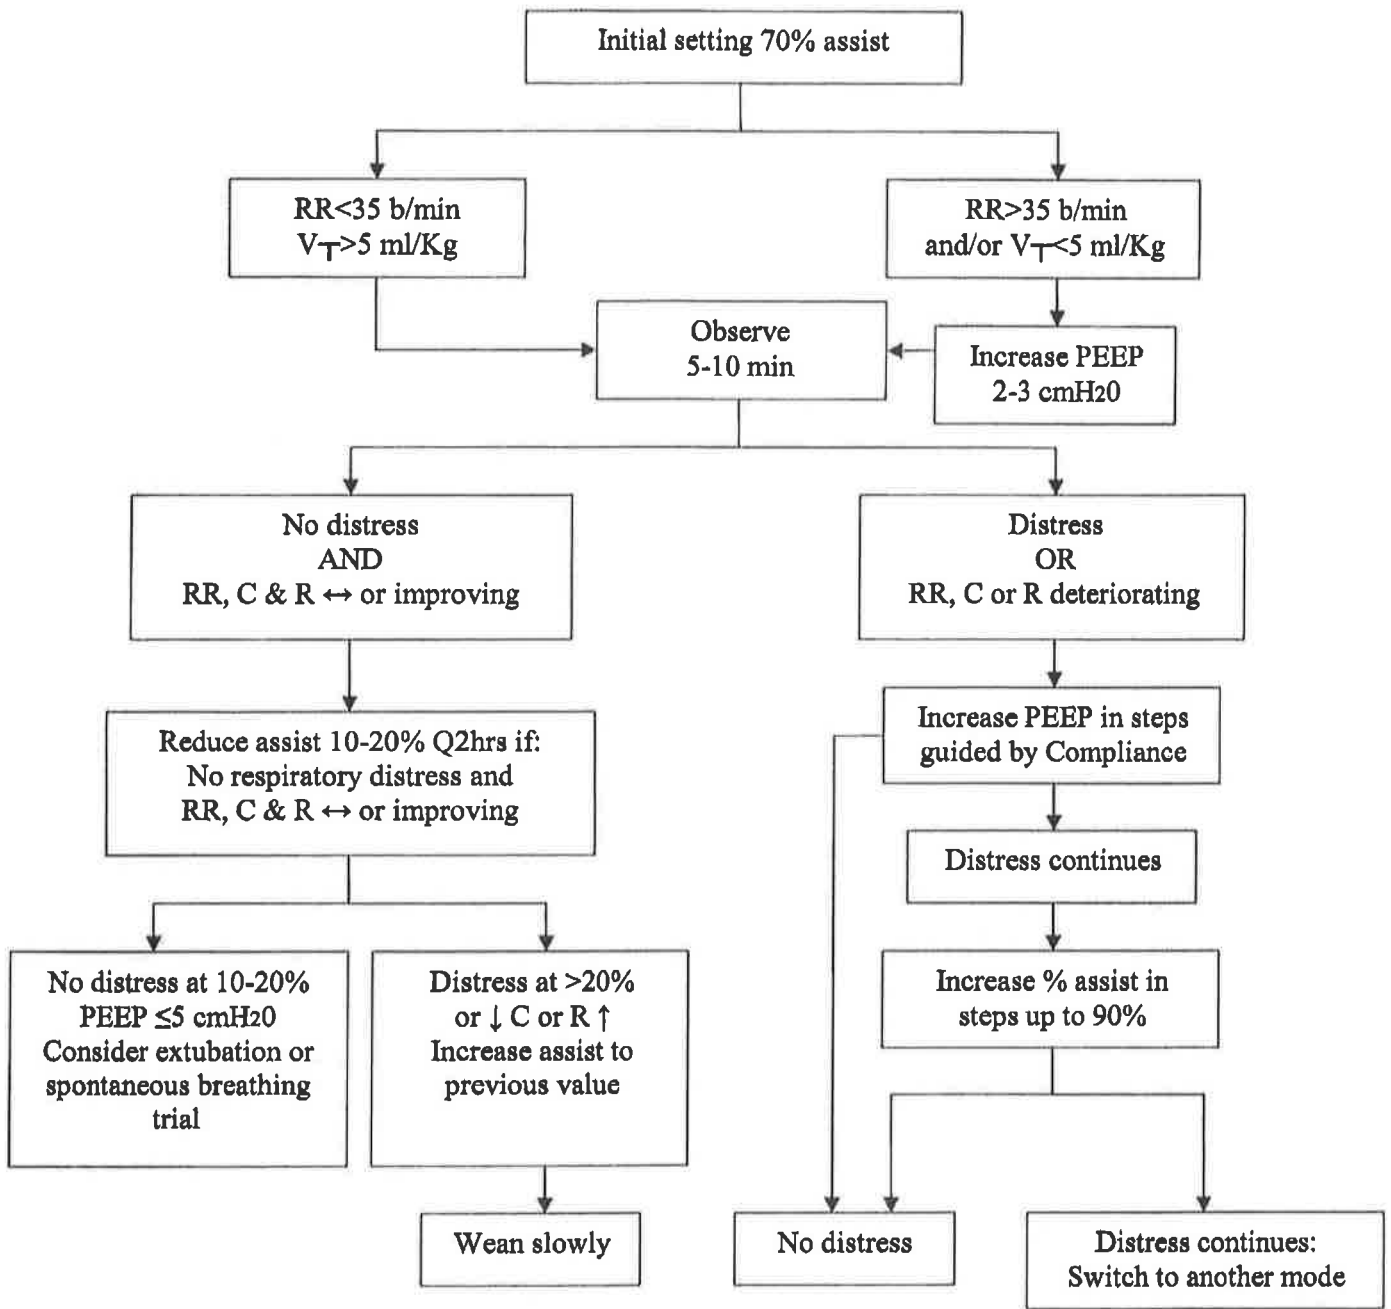 Initial setting 70% assist
RR<35 b/min
V┬>5 ml/Kg
RR>35 b/min
and/or V┬<5 ml/Kg
Observe
5-10 min
Increase PEEP
2-3 cmH20
No distress
AND
RR, C & R ↔ or improving
Distress
OR
RR, C or R deteriorating
Reduce assist 10-20% Q2hrs if:
No respiratory distress and
RR, C & R ↔ or improving
Increase PEEP in steps
guided by Compliance
Distress continues
No distress at 10-20%
PEEP ≤5 cmH20
Consider extubation or
spontaneous breathing
trial
Distress at >20%
or ↓ C or R ↑
Increase assist to
previous value
Increase % assist in
steps up to 90%
Wean slowly
No distress
Distress continues:
Switch to another mode